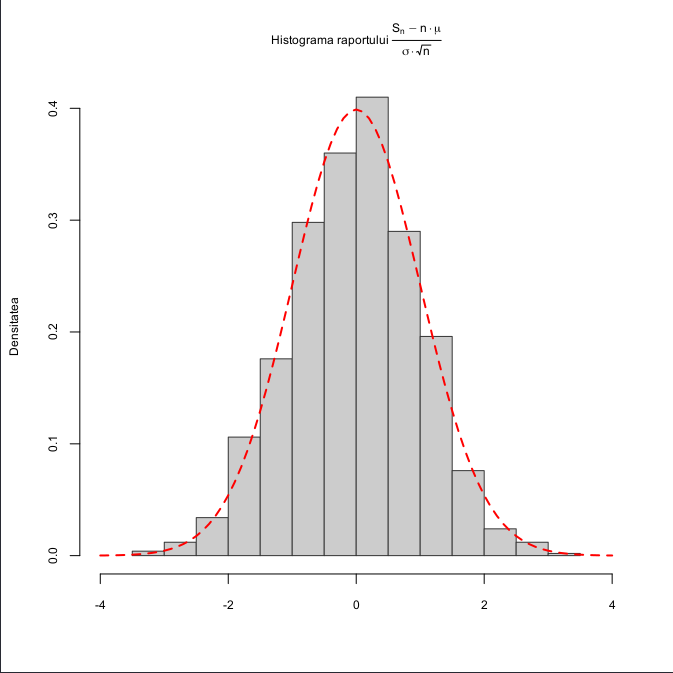 Histograma raportului (Sₙ − n · μ) / (σ · √n)
Densitatea
0.4
0.3
0.2
0.1
0.0
-4 -2 0 2 4